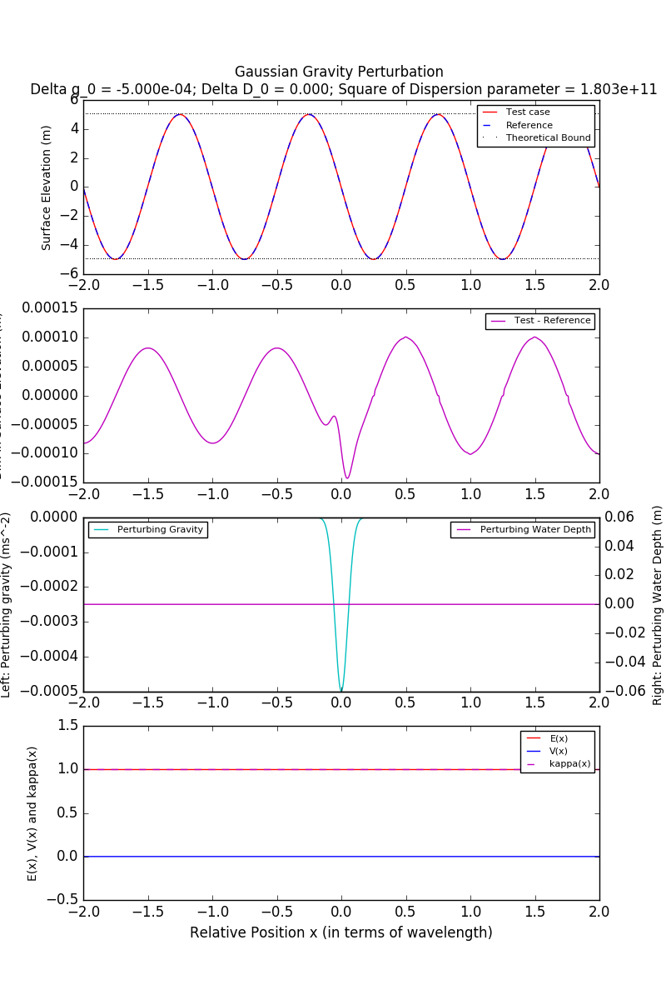 Gaussian Gravity Perturbation
Delta g_0 = -5.000e-04; Delta D_0 = 0.000; Square of Dispersion parameter = 1.803e+11
6
4
2
0
−2
−4
−6
Surface Elevation (m)
Test case
Reference
Theoretical Bound
−2.0 −1.5 −1.0 −0.5 0.0 0.5 1.0 1.5 2.0
0.00015
0.00010
0.00005
0.00000
−0.00005
−0.00010
−0.00015
Test - Reference
−2.0 −1.5 −1.0 −0.5 0.0 0.5 1.0 1.5 2.0
Left: Perturbing gravity (ms^-2)
0.0000
−0.0001
−0.0002
−0.0003
−0.0004
−0.0005
Perturbing Gravity
Perturbing Water Depth
0.06
0.04
0.02
0.00
−0.02
−0.04
−0.06
Right: Perturbing Water Depth (m)
−2.0 −1.5 −1.0 −0.5 0.0 0.5 1.0 1.5 2.0
E(x), V(x) and kappa(x)
1.5
1.0
0.5
0.0
−0.5
E(x)
V(x)
kappa(x)
−2.0 −1.5 −1.0 −0.5 0.0 0.5 1.0 1.5 2.0
Relative Position x (in terms of wavelength)